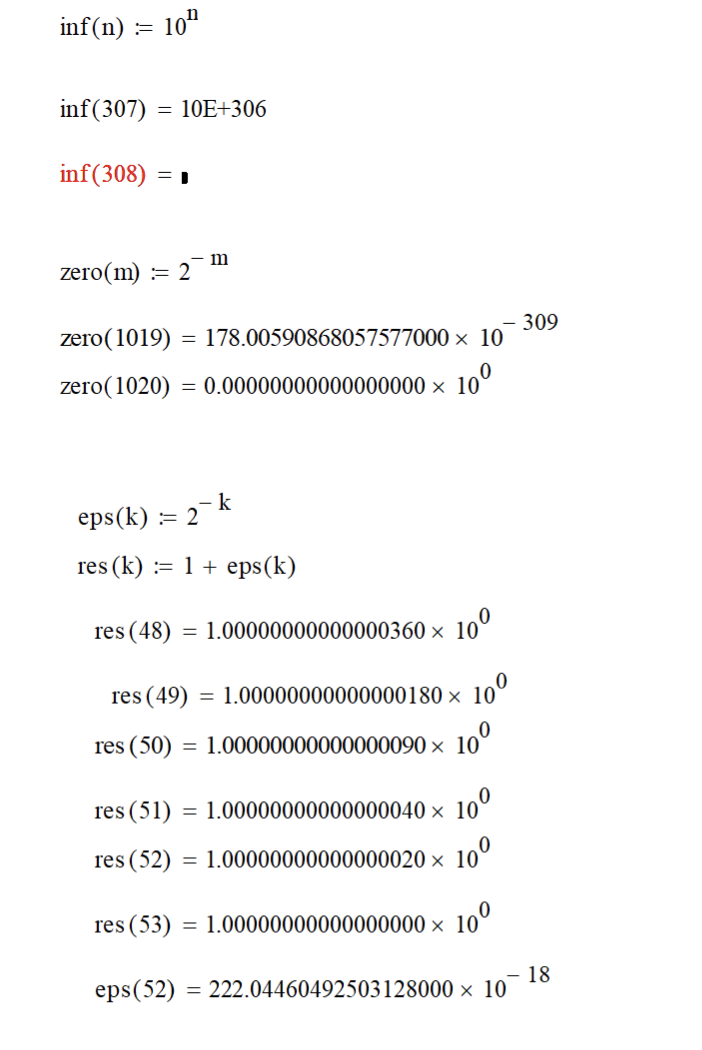 inf(n) := 10^n
inf(307) = 10E+306
inf(308) =
zero(m) := 2^− m
zero(1019) = 178.00590868057577000 × 10^− 309
zero(1020) = 0.00000000000000000 × 10^0
eps(k) := 2^− k
res(k) := 1 + eps(k)
res(48) = 1.00000000000000360 × 10^0
res(49) = 1.00000000000000180 × 10^0
res(50) = 1.00000000000000090 × 10^0
res(51) = 1.00000000000000040 × 10^0
res(52) = 1.00000000000000020 × 10^0
res(53) = 1.00000000000000000 × 10^0
eps(52) = 222.04460492503128000 × 10^− 18